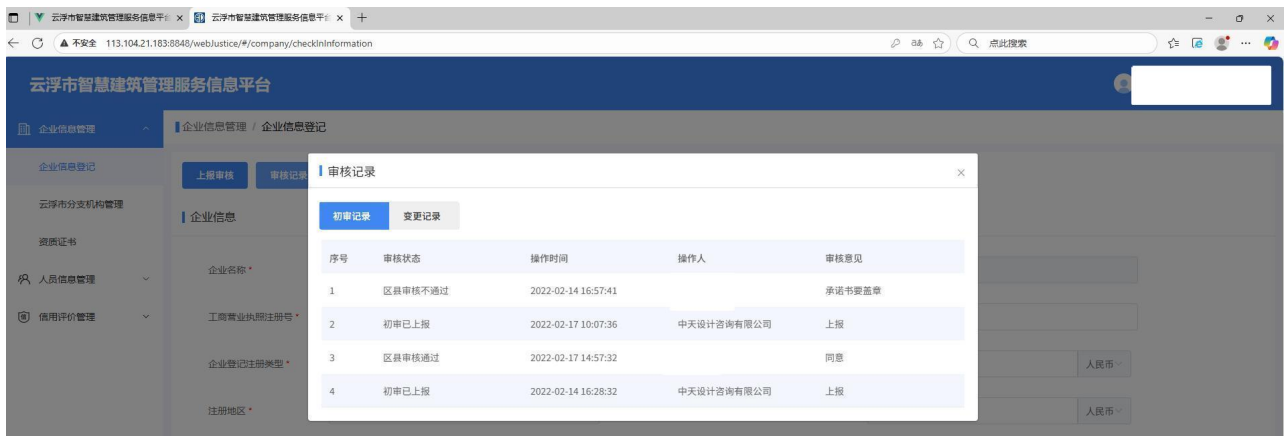 云浮市智慧建筑管理服务信息平台 × 云浮市智慧建筑管理服务信息平台 × +
不安全 113.104.21.183:8848/webJustice/#/company/checkInInformation 点此搜索
云浮市智慧建筑管理服务信息平台
企业信息管理 企业信息管理 / 企业信息登记
企业信息登记 上报审核 审核记录
云浮市分支机构管理 企业信息
资质证书
人员信息管理 企业名称 *
信用评价管理 工商营业执照注册号 *
企业登记注册类型 * 人民币
注册地区 * 人民币
审核记录 ×
初审记录 变更记录
序号 审核状态 操作时间 操作人 审核意见
1 区县审核不通过 2022-02-14 16:57:41 承诺书要盖章
2 初审已上报 2022-02-17 10:07:36 中天设计咨询有限公司 上报
3 区县审核通过 2022-02-17 14:57:32 同意
4 初审已上报 2022-02-14 16:28:32 中天设计咨询有限公司 上报